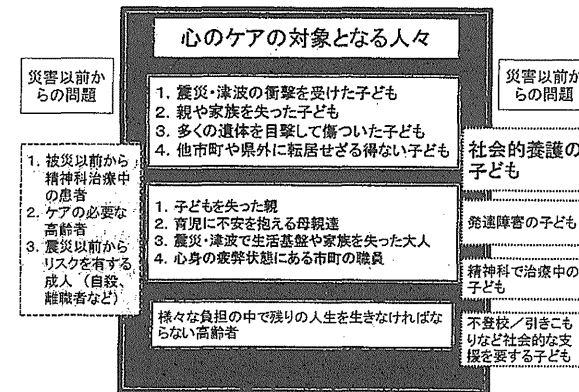 心のケアの対象となる人々
災害以前か
らの問題
1. 被災以前から
精神科治療中
の患者
2. ケアの必要な
高齢者
3. 震災以前から
リスクを有する
成人（自殺、
離職者など）
1. 震災・津波の衝撃を受けた子ども
2. 親や家族を失った子ども
3. 多くの遺体を目撃して傷ついた子ども
4. 他市町や県外に転居せざる得ない子ども
1. 子どもを失った親
2. 育児に不安を抱える母親達
3. 震災・津波で生活基盤や家族を失った大人
4. 心身の疲弊状態にある市町の職員
様々な負担の中で残りの人生を生きなければな
らない高齢者
災害以前か
らの問題
社会的養護の
子ども
発達障害の子ども
精神科で治療中の
子ども
不登校／引きこも
りなど社会的な支
援を要する子ども